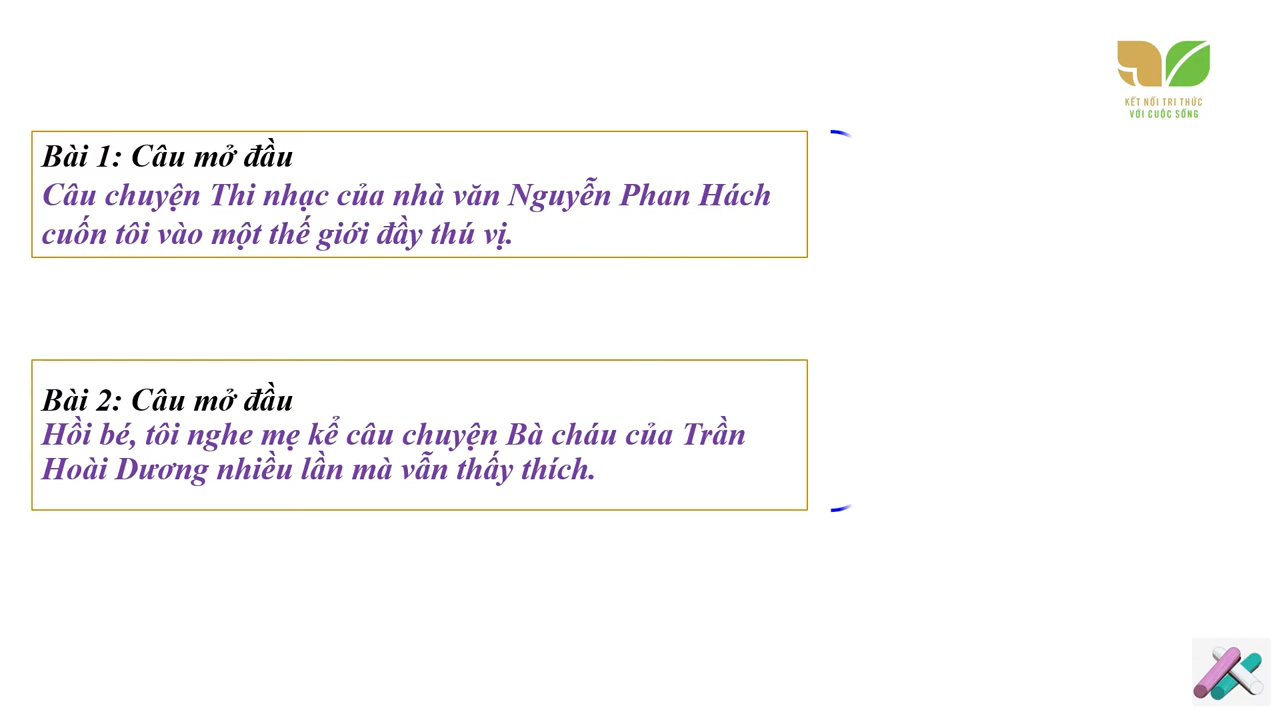 KẾT NỐI TRI THỨC
VỚI CUỘC SỐNG
Bài 1: Câu mở đầu
Câu chuyện Thi nhạc của nhà văn Nguyễn Phan Hách
cuốn tôi vào một thế giới đầy thú vị.
Bài 2: Câu mở đầu
Hồi bé, tôi nghe mẹ kể câu chuyện Bà cháu của Trần
Hoài Dương nhiều lần mà vẫn thấy thích.